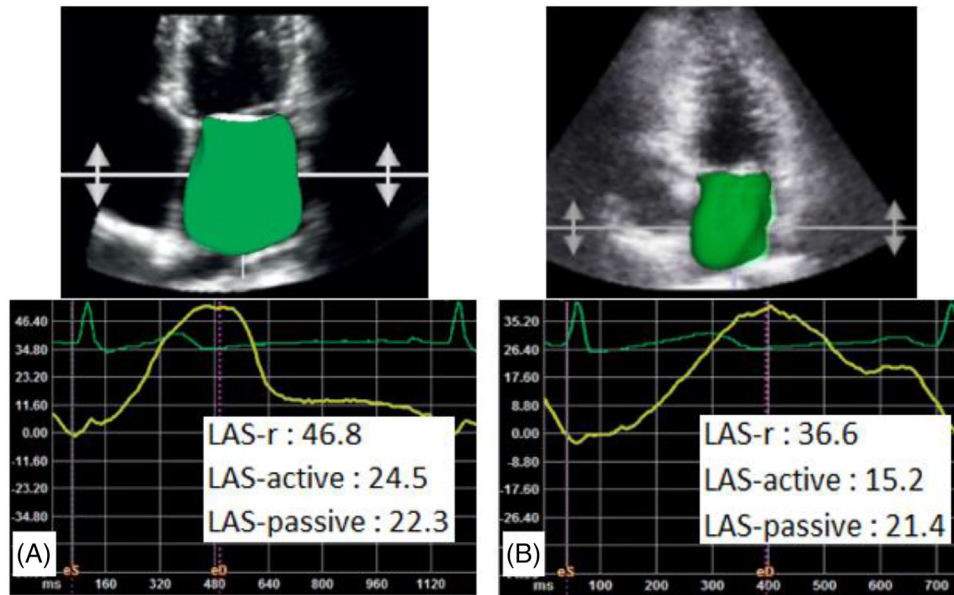 46.40
34.80
23.20
11.60
0.00
-11.60
-23.20
-34.80
LAS-r : 46.8
LAS-active : 24.5
LAS-passive : 22.3
(A)
eS
eD
ms 160 320 480 640 800 960 1120
35.20
26.40
17.60
8.80
0.00
-8.80
-17.60
-26.40
LAS-r : 36.6
LAS-active : 15.2
LAS-passive : 21.4
(B)
eS
eD
ms 100 200 300 400 500 600 700